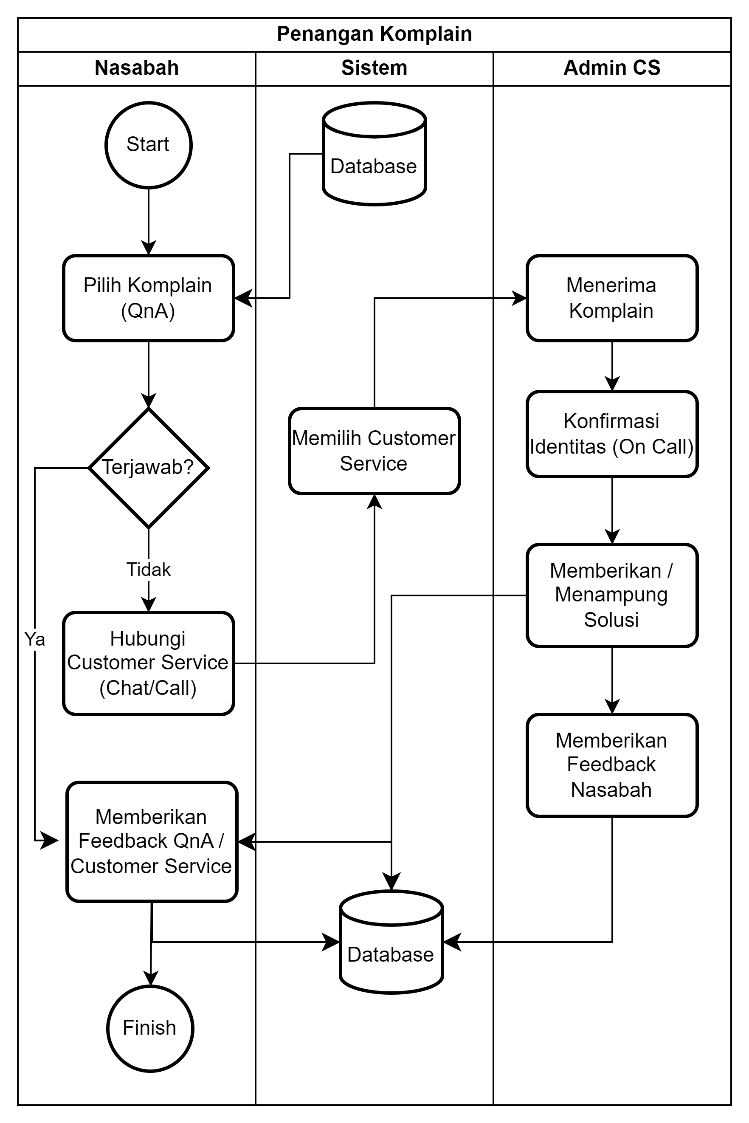 Penangan Komplain
Nasabah
Sistem
Admin CS
Start
Database
Pilih Komplain
(QnA)
Menerima
Komplain
Terjawab?
Memilih Customer
Service
Konfirmasi
Identitas (On Call)
Tidak
Ya
Hubungi
Customer Service
(Chat/Call)
Memberikan /
Menampung
Solusi
Memberikan
Feedback
Nasabah
Memberikan
Feedback QnA /
Customer Service
Database
Finish